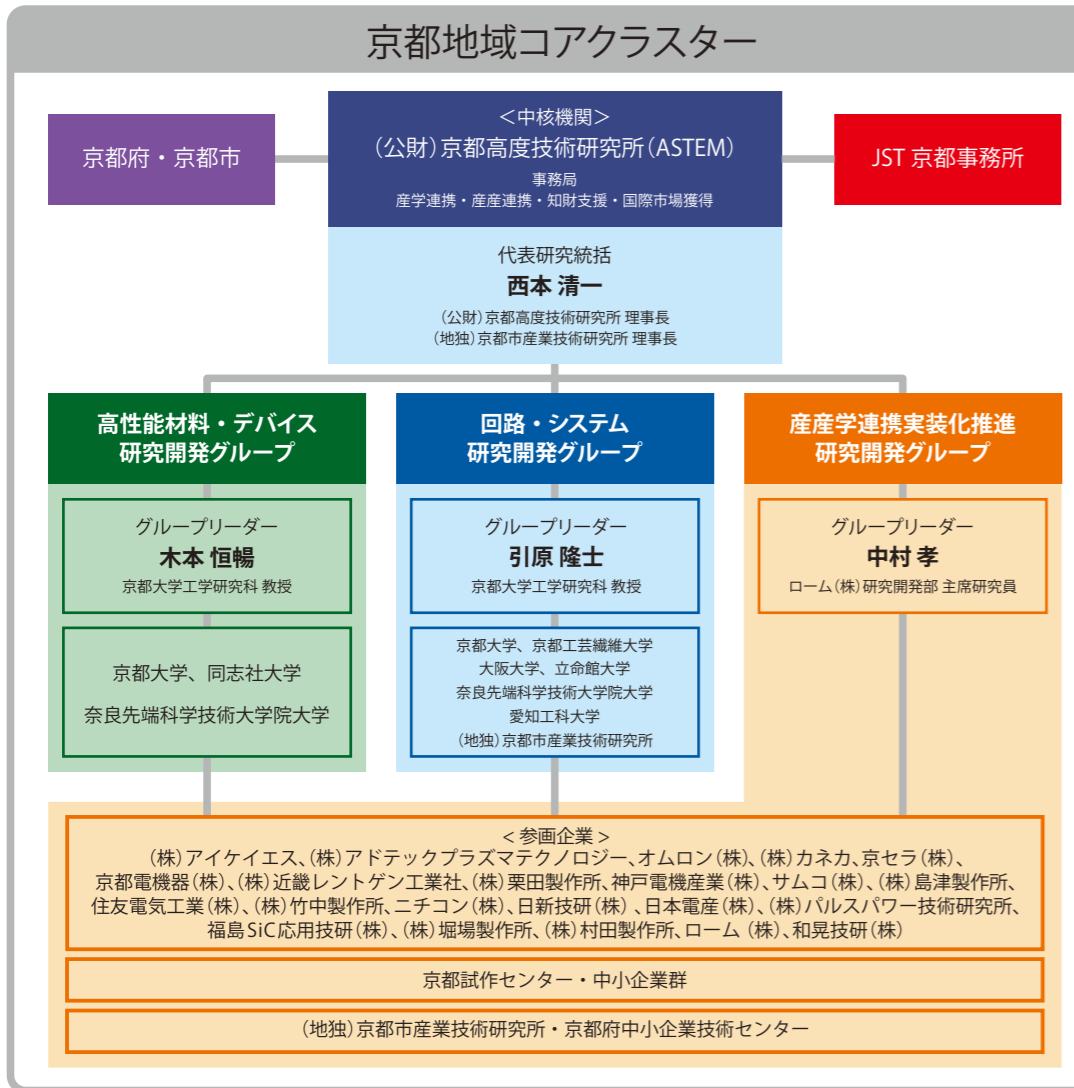 京都地域コアクラスター
京都府・京都市
＜中核機関＞
(公財)京都高度技術研究所(ASTEM)
事務局
産学連携・産産連携・知財支援・国際市場獲得
JST 京都事務所
代表研究統括
西本 清一
(公財)京都高度技術研究所 理事長
(地独)京都市産業技術研究所 理事長
高性能材料・デバイス
研究開発グループ
グループリーダー
木本 恒暢
京都大学工学研究科 教授
京都大学、同志社大学
奈良先端科学技術大学院大学
回路・システム
研究開発グループ
グループリーダー
引原 隆士
京都大学工学研究科 教授
京都大学、京都工芸繊維大学
大阪大学、立命館大学
奈良先端科学技術大学院大学
愛知工科大学
(地独)京都市産業技術研究所
産産学連携実装化推進
研究開発グループ
グループリーダー
中村 孝
ローム(株)研究開発部 主席研究員
< 参画企業 >
(株)アイケイエス、(株)アドテックプラズマテクノロジー、オムロン(株)、(株)カネカ、京セラ(株)、
京都電機器(株)、(株)近畿レントゲン工業社、(株)栗田製作所、神戸電機産業(株)、サムコ(株)、(株)島津製作所、
住友電気工業(株)、(株)竹中製作所、ニチコン(株)、日新技研(株)、日本電産(株)、(株)パルスパワー技術研究所、
福島SiC応用技研(株)、(株)堀場製作所、(株)村田製作所、ローム (株)、和晃技研(株)
京都試作センター・中小企業群
(地独)京都市産業技術研究所・京都府中小企業技術センター